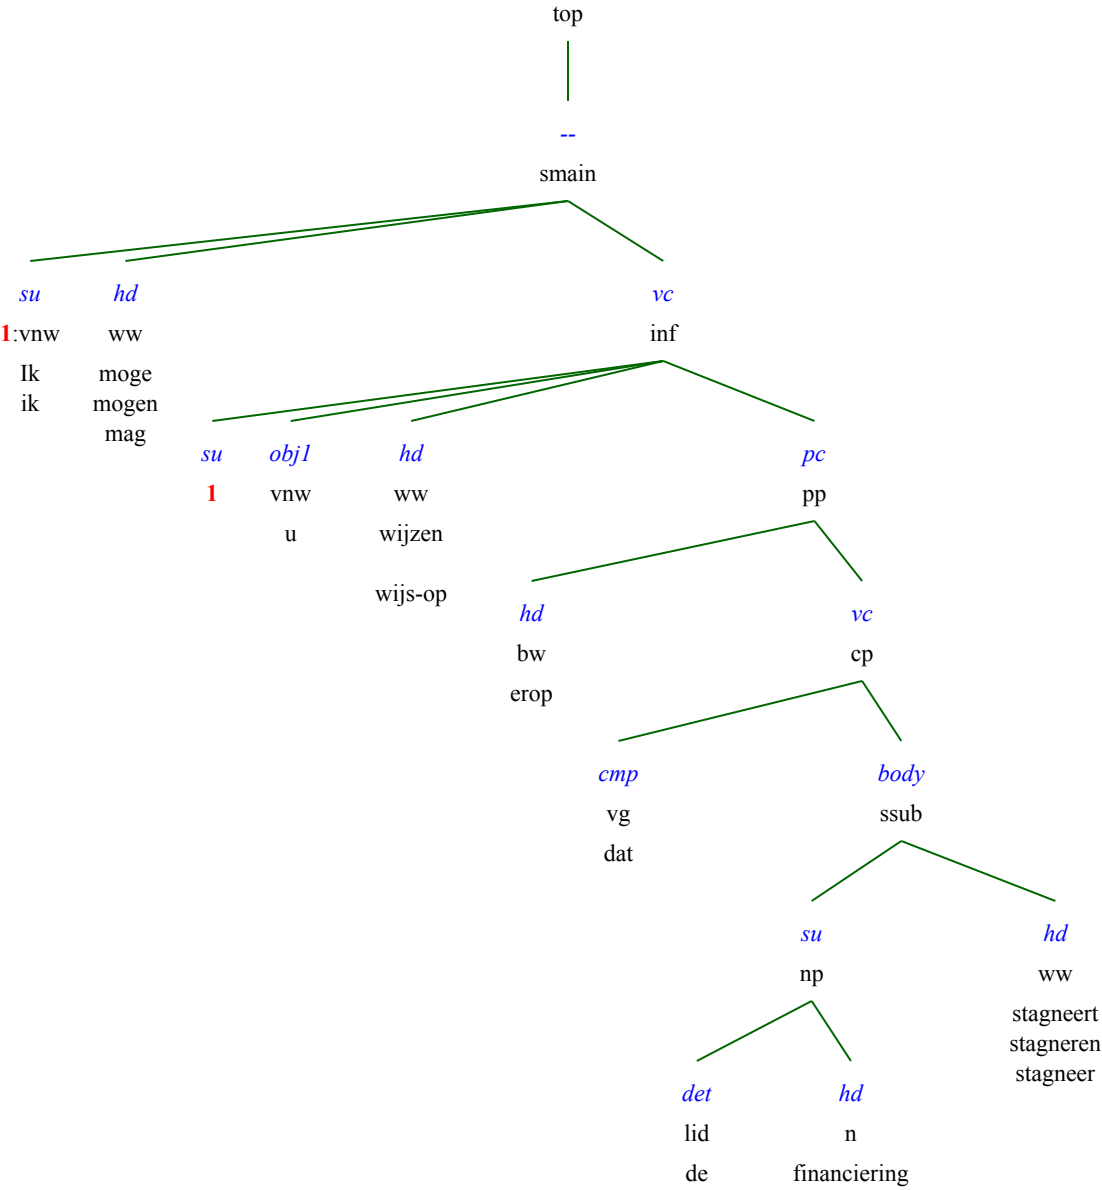 top
--
smain
su hd vc
1:vnw ww inf
Ik moge
ik mogen
mag
su obj1 hd pc
1 vnw ww pp
u wijzen
wijs-op
hd vc
bw cp
erop
cmp body
vg ssub
dat
su hd
np ww
stagneert
stagneren
stagneer
det hd
lid n
de financiering